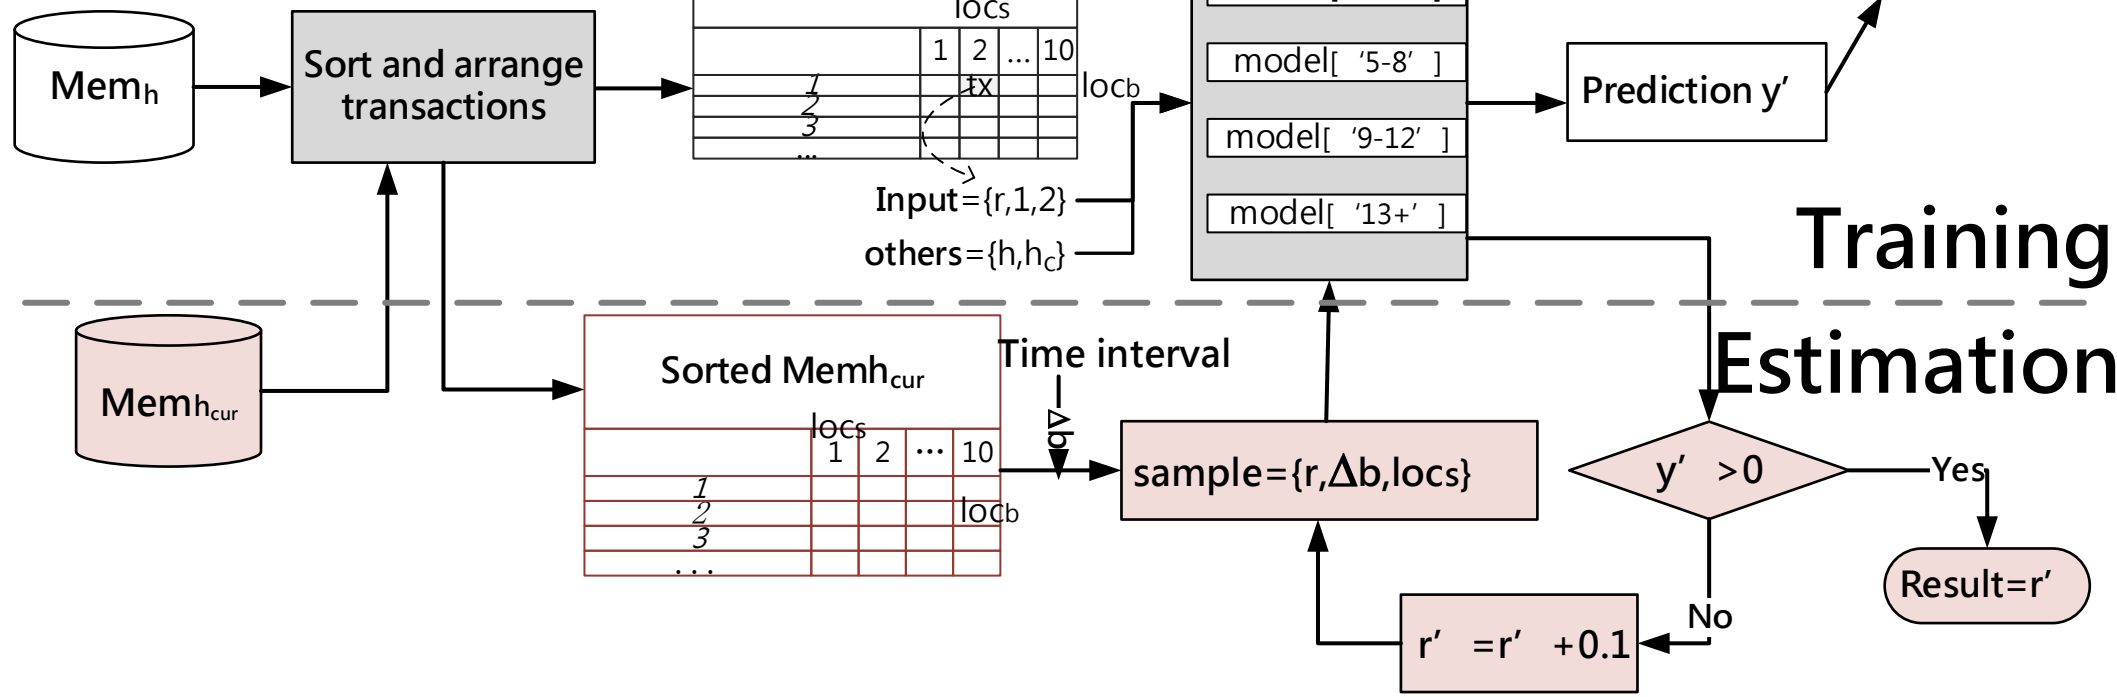 locs
1 2 ... 10
Memh
Sort and arrange
transactions
1
tx
locb
2
3
...
Input={r,1,2}
others={h,hc}
model[ '5-8' ]
model[ '9-12' ]
model[ '13+' ]
Prediction y'
Training
Estimation
Memhcur
Sorted Memhcur
locs
1 2 ... 10
1
2
locb
3
...
Time interval
∇b
sample={r,Δb,locs}
y' >0
Yes
Result=r'
No
r' =r' +0.1